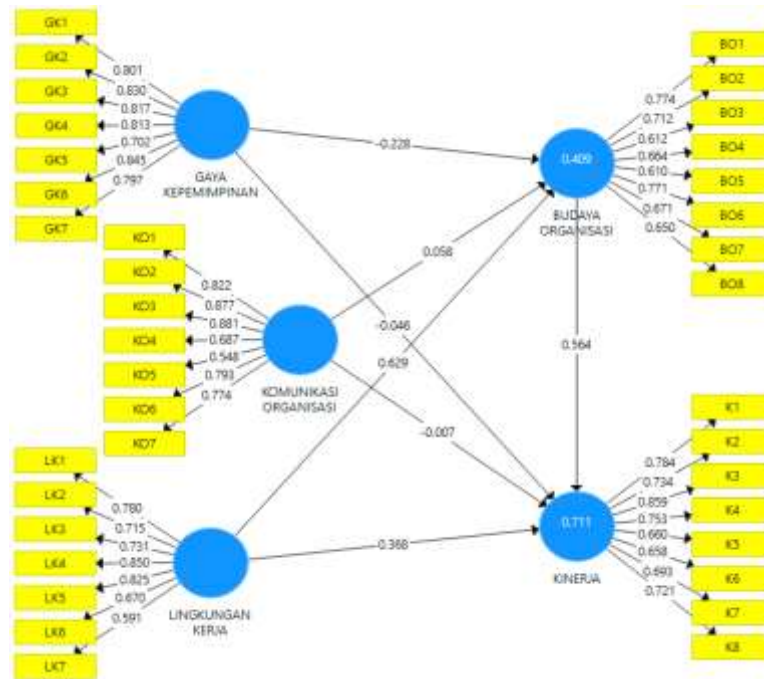 GK1
GK2
GK3
GK4
GK5
GK6
GK7
0.801
0.830
0.817
0.813
0.702
0.845
0.797
GAYA
KEPEMIMPINAN
KO1
KO2
KO3
KO4
KO5
KO6
KO7
0.822
0.877
0.881
0.687
0.548
0.793
0.774
KOMUNIKASI
ORGANISASI
LK1
LK2
LK3
LK4
LK5
LK6
LK7
0.780
0.715
0.731
0.850
0.825
0.670
0.591
LINGKUNGAN
KERJA
-0.228
0.058
-0.046
0.629
-0.007
0.368
0.564
0.409
BUDAYA
ORGANISASI
0.774
0.712
0.612
0.664
0.610
0.771
0.671
0.650
BO1
BO2
BO3
BO4
BO5
BO6
BO7
BO8
0.711
KINERJA
0.784
0.734
0.859
0.753
0.660
0.658
0.693
0.721
K1
K2
K3
K4
K5
K6
K7
K8